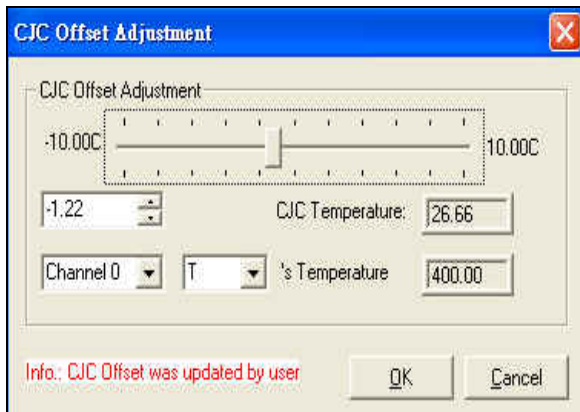 CJC Offset Adjustment
CJC Offset Adjustment
-10.00C
10.00C
-1.22
CJC Temperature: 26.66
Channel 0 T 's Temperature 400.00
Info.: CJC Offset was updated by user
OK Cancel